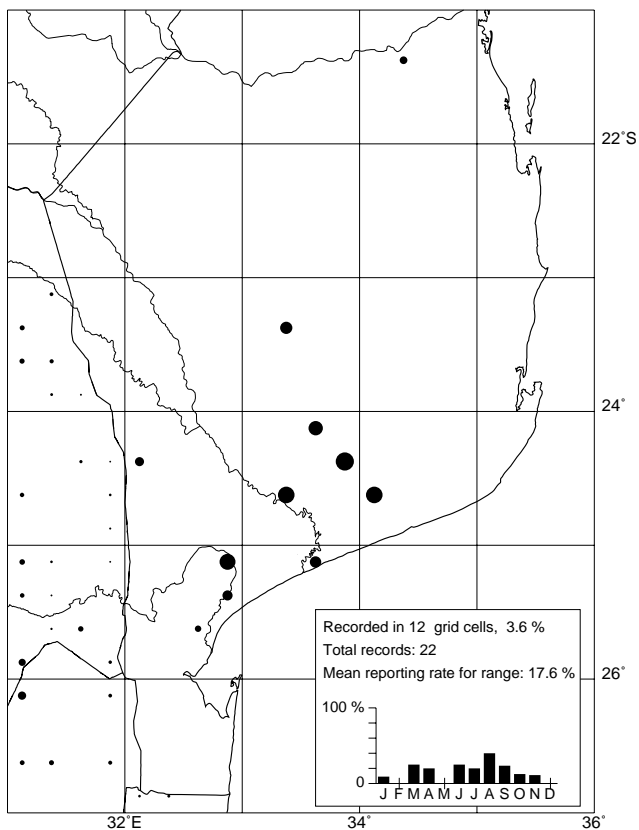 22˚S
24˚
Recorded in 12 grid cells, 3.6 %
Total records: 22
Mean reporting rate for range: 17.6 %
26˚
100 %
0
J F M A M J J A S O N D
32˚E 34˚ 36˚